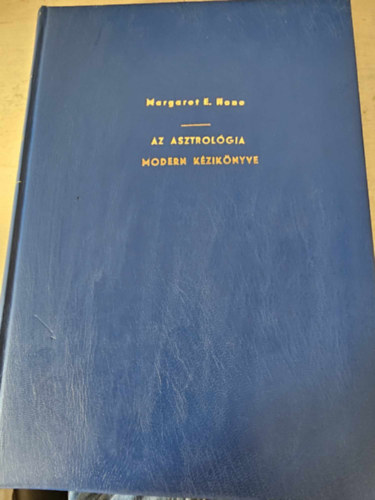 Margaret E. Hone
AZ ASZTROLÓGIA
MODERN KÉZIKÖNYVE